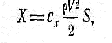 X = cₓ ρV²/2 S,